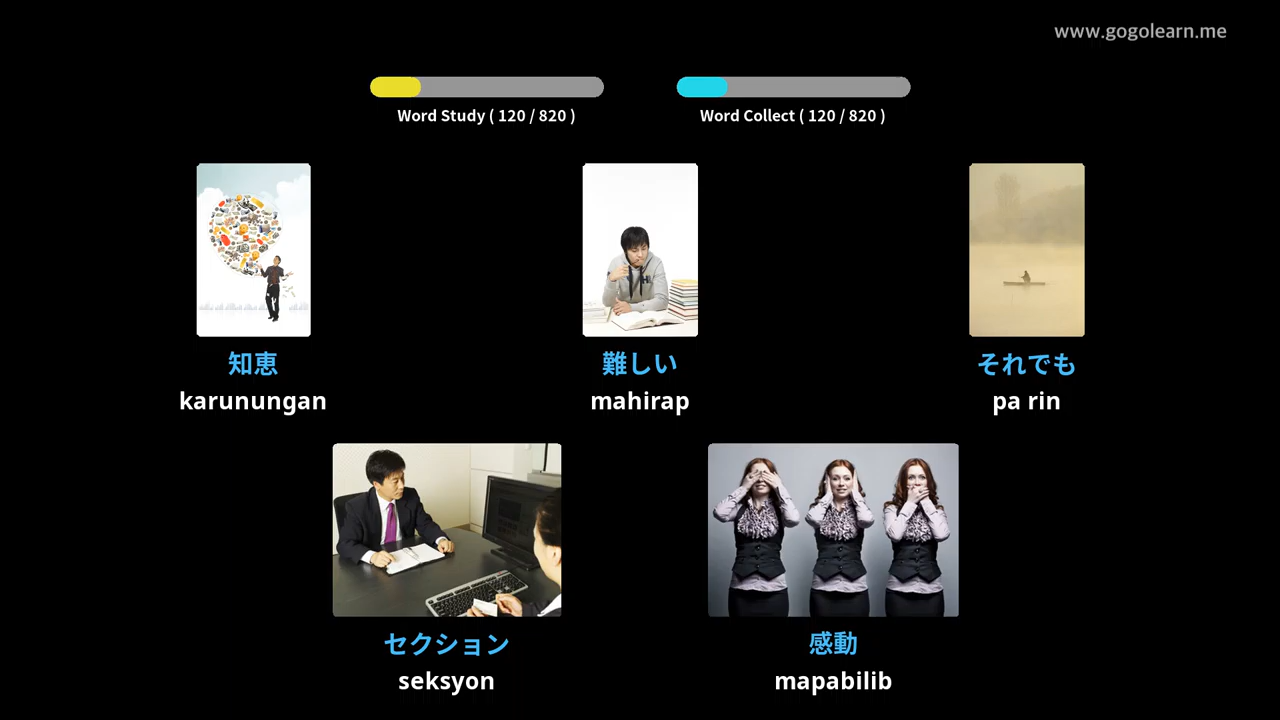 www.gogolearn.me
Word Study ( 120 / 820 )
Word Collect ( 120 / 820 )
知恵
karunungan
難しい
mahirap
それでも
pa rin
セクション
seksyon
感動
mapabilib